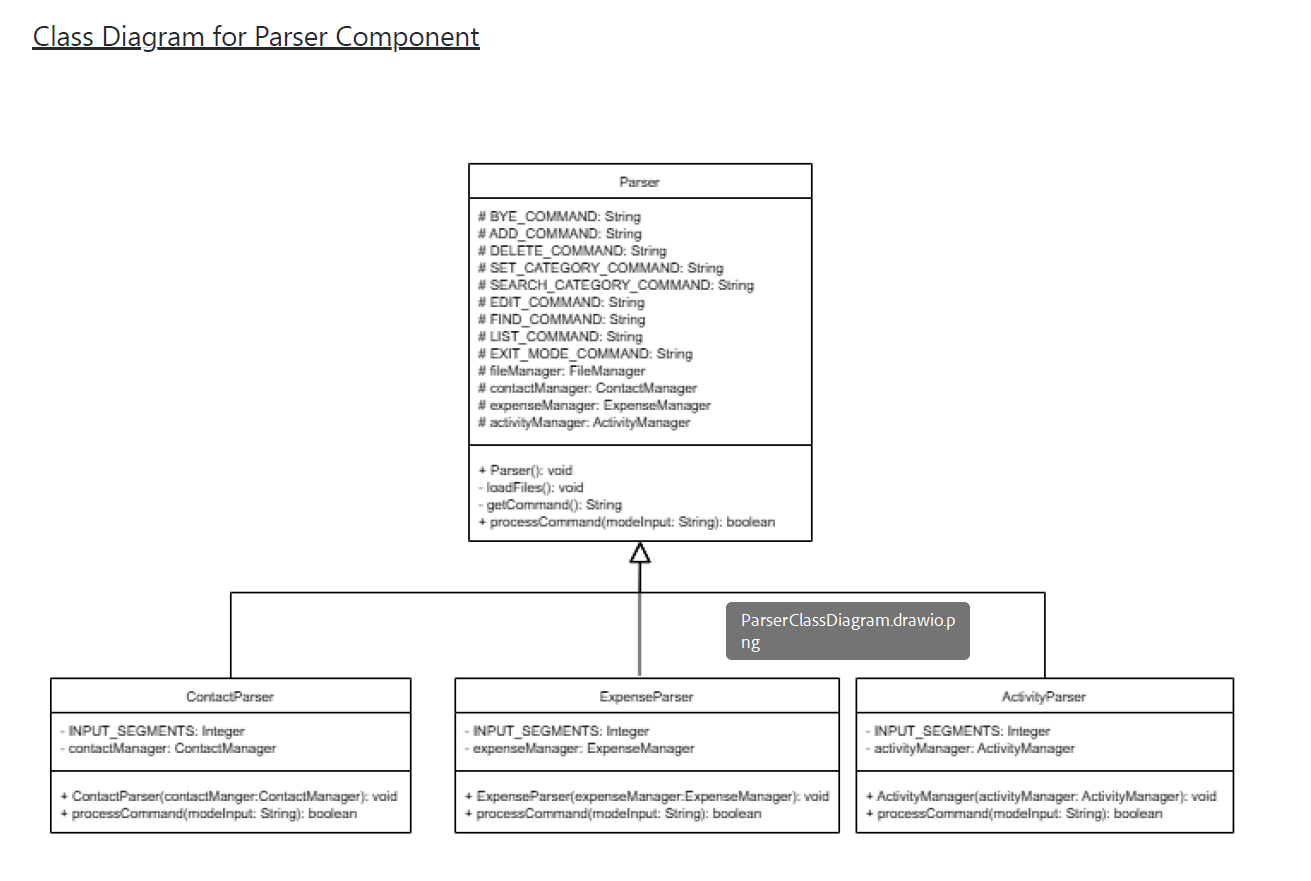 Class Diagram for Parser Component
Parser
# BYE_COMMAND: String
# ADD_COMMAND: String
# DELETE_COMMAND: String
# SET_CATEGORY_COMMAND: String
# SEARCH_CATEGORY_COMMAND: String
# EDIT_COMMAND: String
# FIND_COMMAND: String
# LIST_COMMAND: String
# EXIT_MODE_COMMAND: String
# fileManager: FileManager
# contactManager: ContactManager
# expenseManager: ExpenseManager
# activityManager: ActivityManager
+ Parser(): void
- loadFiles(): void
- getCommand(): String
+ processCommand(modeInput: String): boolean
ParserClassDiagram.drawio.p
ng
ContactParser
- INPUT_SEGMENTS: Integer
- contactManager: ContactManager
+ ContactParser(contactManger:ContactManager): void
+ processCommand(modeInput: String): boolean
ExpenseParser
- INPUT_SEGMENTS: Integer
- expenseManager: ExpenseManager
+ ExpenseParser(expenseManager:ExpenseManager): void
+ processCommand(modeInput: String): boolean
ActivityParser
- INPUT_SEGMENTS: Integer
- activityManager: ActivityManager
+ ActivityManager(activityManager: ActivityManager): void
+ processCommand(modeInput: String): boolean